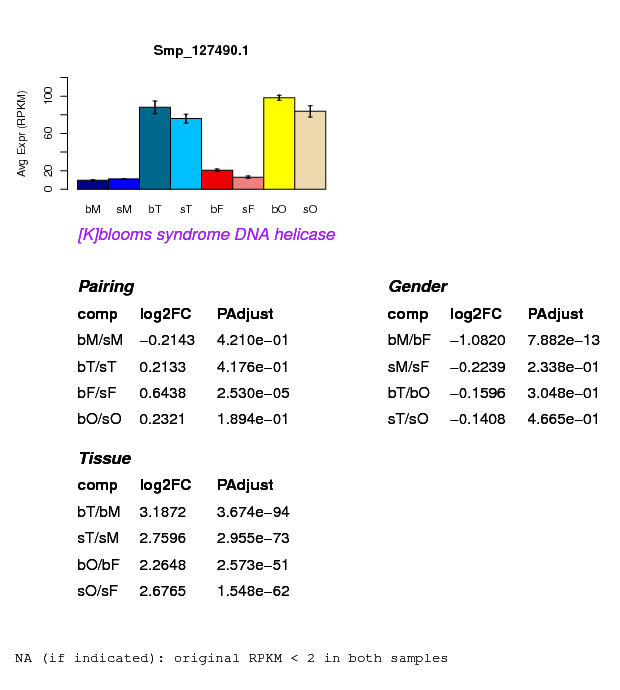 Smp_127490.1
Avg Expr (RPKM)
100
60
20
0
bM sM bT sT bF sF bO sO
[K]blooms syndrome DNA helicase
Pairing
comp log2FC PAdjust
bM/sM −0.2143 4.210e−01
bT/sT 0.2133 4.176e−01
bF/sF 0.6438 2.530e−05
bO/sO 0.2321 1.894e−01
Gender
comp log2FC PAdjust
bM/bF −1.0820 7.882e−13
sM/sF −0.2239 2.338e−01
bT/bO −0.1596 3.048e−01
sT/sO −0.1408 4.665e−01
Tissue
comp log2FC PAdjust
bT/bM 3.1872 3.674e−94
sT/sM 2.7596 2.955e−73
bO/bF 2.2648 2.573e−51
sO/sF 2.6765 1.548e−62
NA (if indicated): original RPKM < 2 in both samples